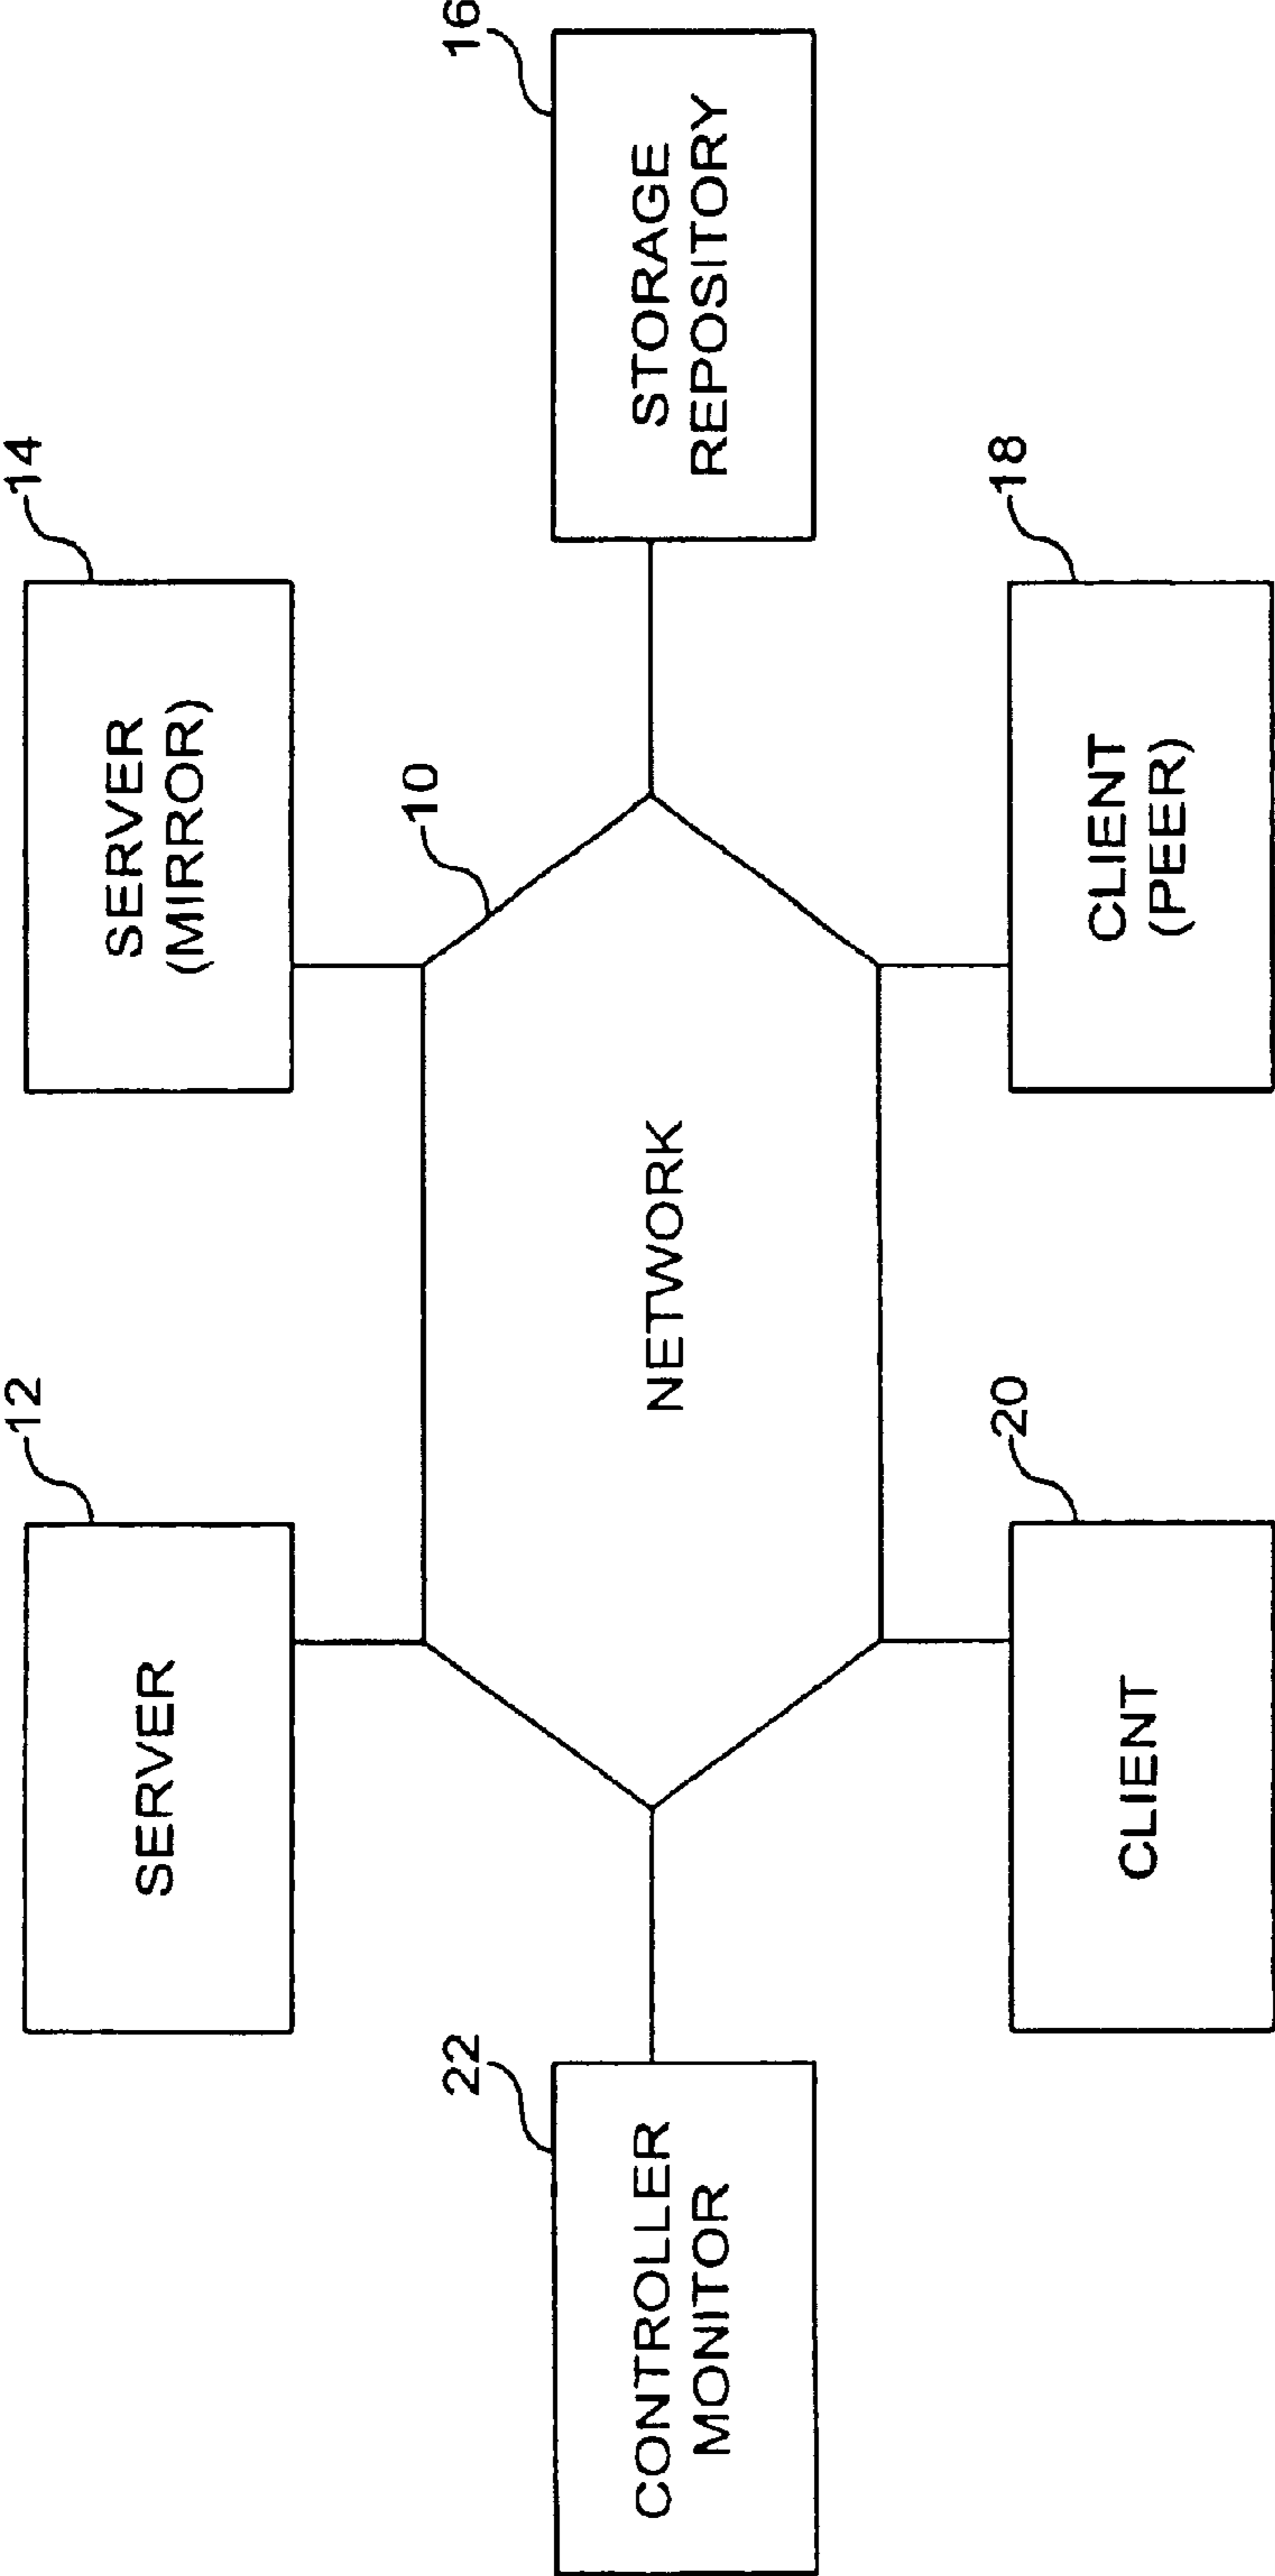 12
SERVER
14
SERVER
(MIRROR)
22
CONTROLLER
MONITOR
10
NETWORK
16
STORAGE
REPOSITORY
20
CLIENT
18
CLIENT
(PEER)